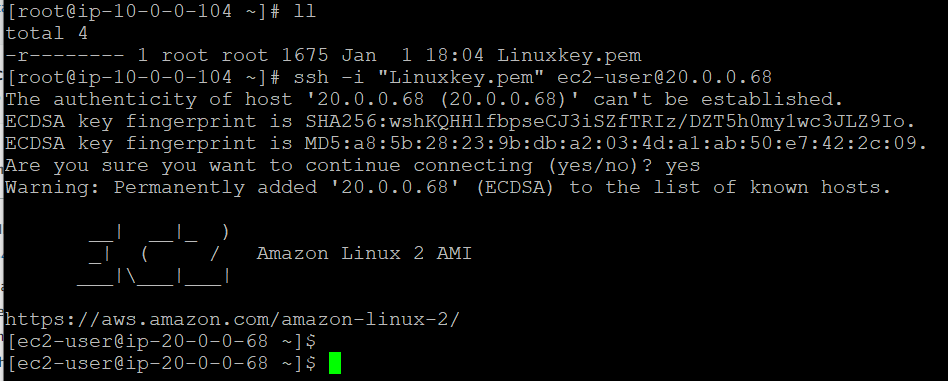 [root@ip-10-0-0-104 ~]# ll
total 4
-r-------- 1 root root 1675 Jan  1 18:04 Linuxkey.pem
[root@ip-10-0-0-104 ~]# ssh -i "Linuxkey.pem" ec2-user@20.0.0.68
The authenticity of host '20.0.0.68 (20.0.0.68)' can't be established.
ECDSA key fingerprint is SHA256:wshKQHHlfbpseCJ3iSZfTRIz/DZT5h0my1wc3JLZ9Io.
ECDSA key fingerprint is MD5:a8:5b:28:23:9b:db:a2:03:4d:a1:ab:50:e7:42:2c:09.
Are you sure you want to continue connecting (yes/no)? yes
Warning: Permanently added '20.0.0.68' (ECDSA) to the list of known hosts.
       __|  __|_  )
       _|  (     /   Amazon Linux 2 AMI
      ___|\___|___|
https://aws.amazon.com/amazon-linux-2/
[ec2-user@ip-20-0-0-68 ~]$
[ec2-user@ip-20-0-0-68 ~]$